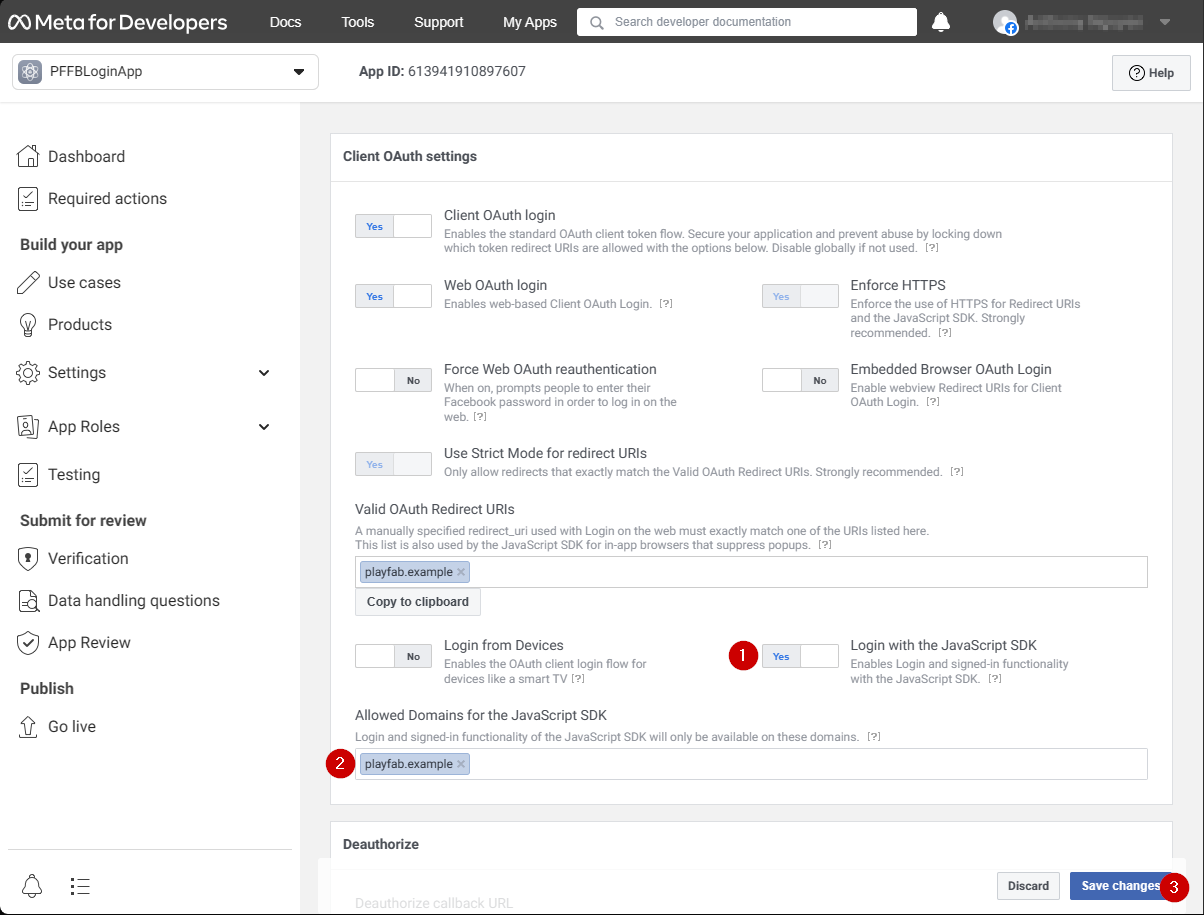 Meta for Developers Docs Tools Support My Apps Search developer documentation
PFFBLoginApp App ID: 613941910897607 Help
Dashboard
Required actions
Build your app
Use cases
Products
Settings
App Roles
Testing
Submit for review
Verification
Data handling questions
App Review
Publish
Go live
Client OAuth settings
Yes
Client OAuth login
Enables the standard OAuth client token flow. Secure your application and prevent abuse by locking down
which token redirect URIs are allowed with the options below. Disable globally if not used. [?]
Yes
Web OAuth login
Enables web-based Client OAuth Login. [?]
Yes
Enforce HTTPS
Enforce the use of HTTPS for Redirect URIs
and the JavaScript SDK. Strongly
recommended. [?]
No
Force Web OAuth reauthentication
When on, prompts people to enter their
Facebook password in order to log in on the
web. [?]
No
Embedded Browser OAuth Login
Enable webview Redirect URIs for Client
OAuth Login. [?]
Yes
Use Strict Mode for redirect URIs
Only allow redirects that exactly match the Valid OAuth Redirect URIs. Strongly recommended. [?]
Valid OAuth Redirect URIs
A manually specified redirect_uri used with Login on the web must exactly match one of the URIs listed here.
This list is also used by the JavaScript SDK for in-app browsers that suppress popups. [?]
playfab.example
Copy to clipboard
No
Login from Devices
Enables the OAuth client login flow for
devices like a smart TV [?]
1 Yes
Login with the JavaScript SDK
Enables Login and signed-in functionality
with the JavaScript SDK. [?]
Allowed Domains for the JavaScript SDK
Login and signed-in functionality of the JavaScript SDK will only be available on these domains. [?]
2 playfab.example
Deauthorize
Discard Save changes 3
Deauthorize callback URL